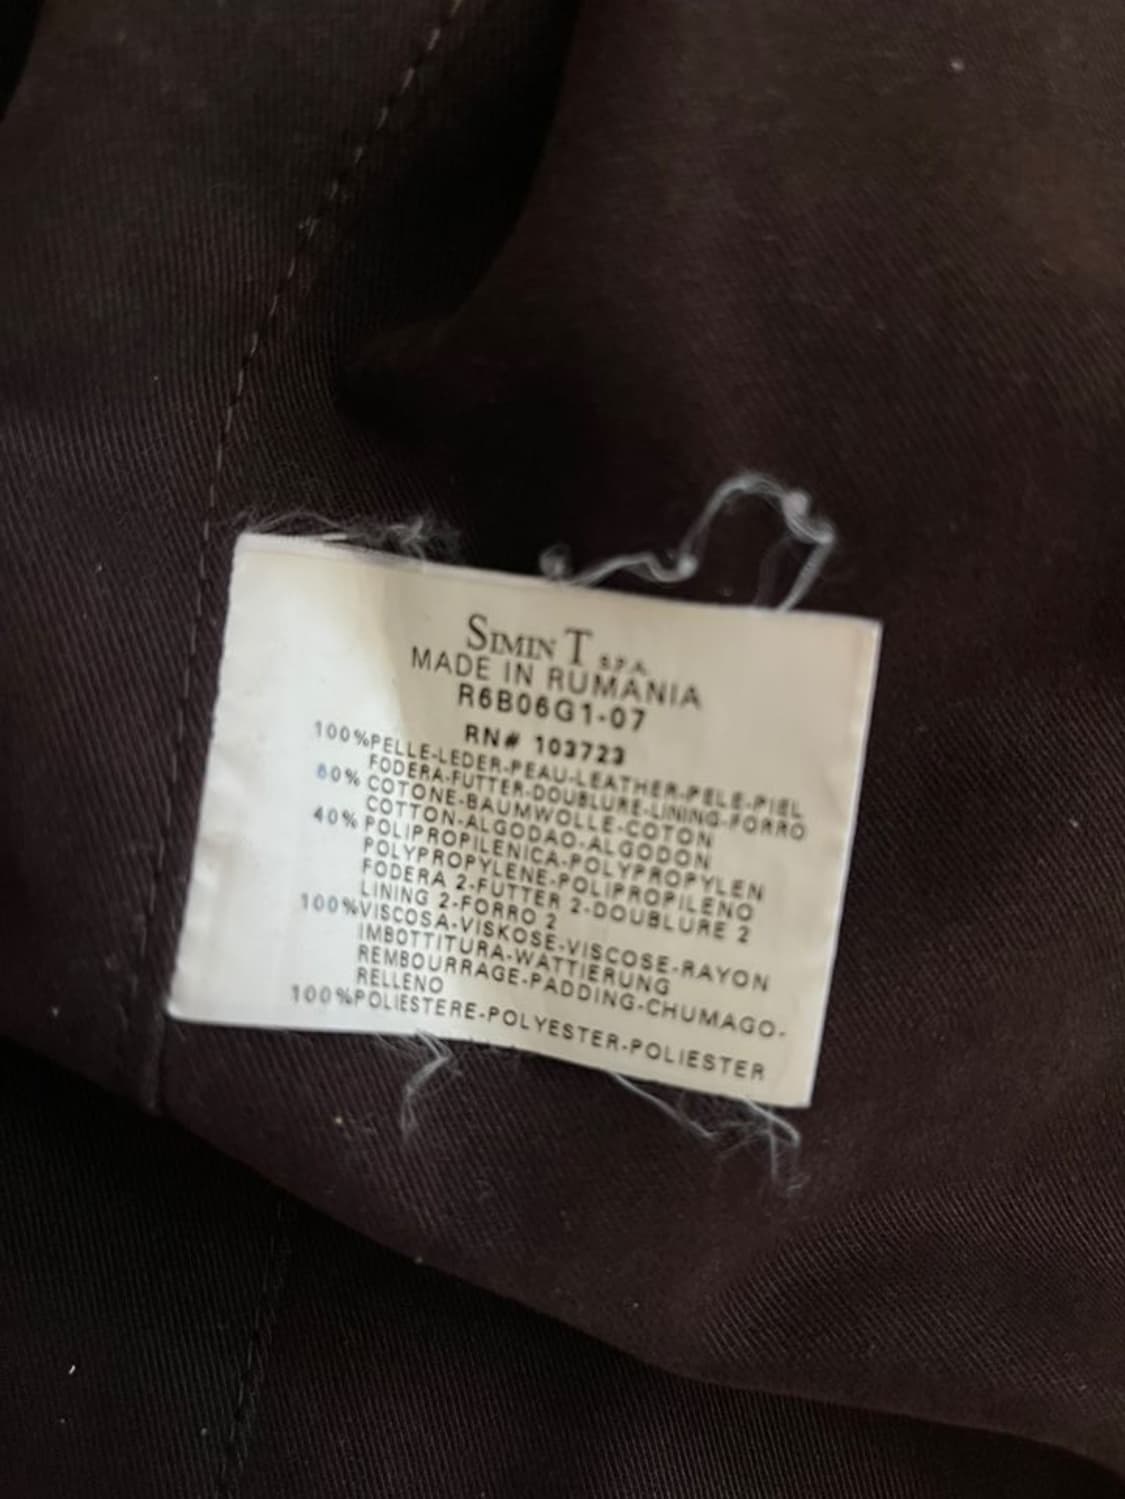 SIMIN T S.P.A.
MADE IN RUMANIA
R6B06G1-07
RN# 103723
100%PELLE-LEDER-PEAU-LEATHER-PELE-PIEL
FODERA-FUTTER-DOUBLURE-LINING-FORRO
60% COTONE-BAUMWOLLE-COTON
COTTON-ALGODAO-ALGODON
40% POLIPROPILENICA-POLYPROPYLEN
POLYPROPYLENE-POLIPROPILENO
FODERA 2-FUTTER 2-DOUBLURE 2
LINING 2-FORRO 2
100%VISCOSA-VISKOSE-VISCOSE-RAYON
IMBOTTITURA-WATTIERUNG
REMBOURRAGE-PADDING-CHUMAGO-
RELLENO
100%POLIESTERE-POLYESTER-POLIESTER